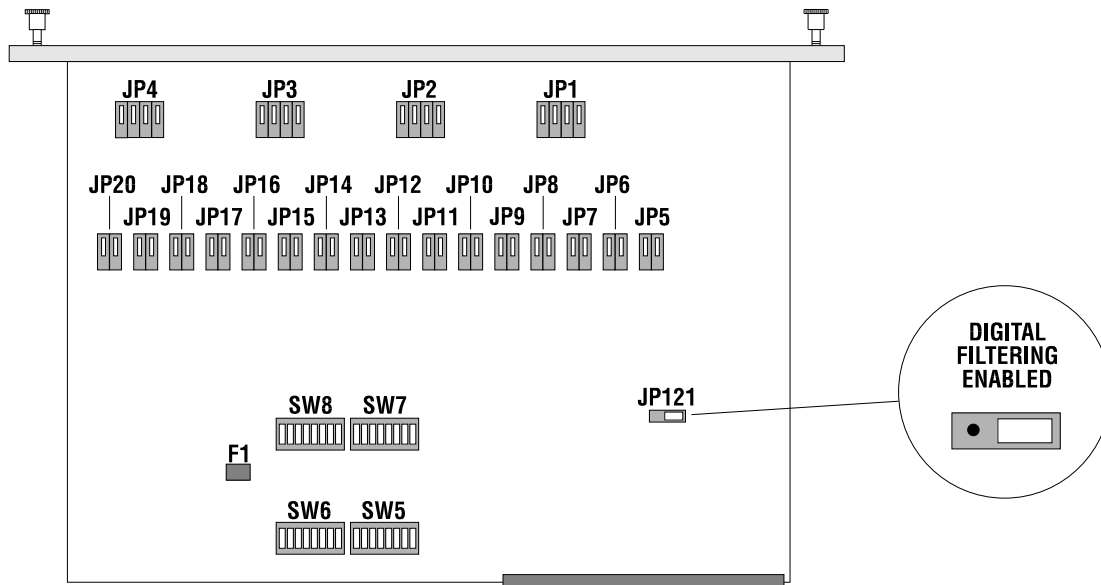 JP4 JP3 JP2 JP1
JP20 JP18 JP16 JP14 JP12 JP10 JP8 JP6
JP19 JP17 JP15 JP13 JP11 JP9 JP7 JP5
DIGITAL
FILTERING
ENABLED
JP121
SW8 SW7
F1
SW6 SW5